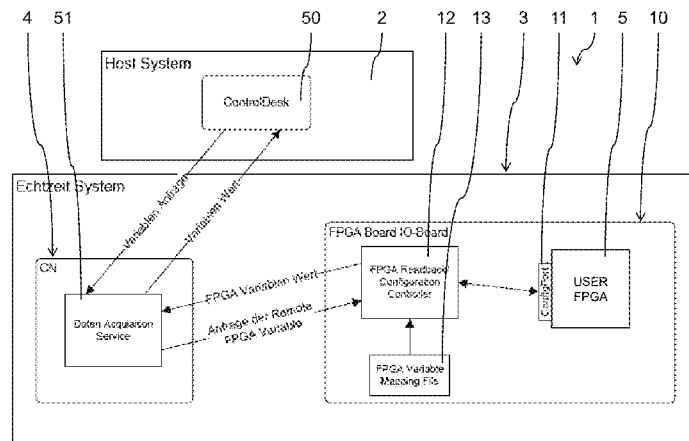 4 51 50 2 12 13 3 11 1 5 10
Host System
ControlDesk
Variablen Anfrage
Variablen Wert
Echtzeit System
CN
Daten Acquaision
Service
FPGA Variablen Wert
Anfrage der Remote
FPGA Variable
FPGA Board IO-Board
FPGA Readback/
Configuration
Controller
ConfigPort
USER
FPGA
FPGA Variable
Mapping File